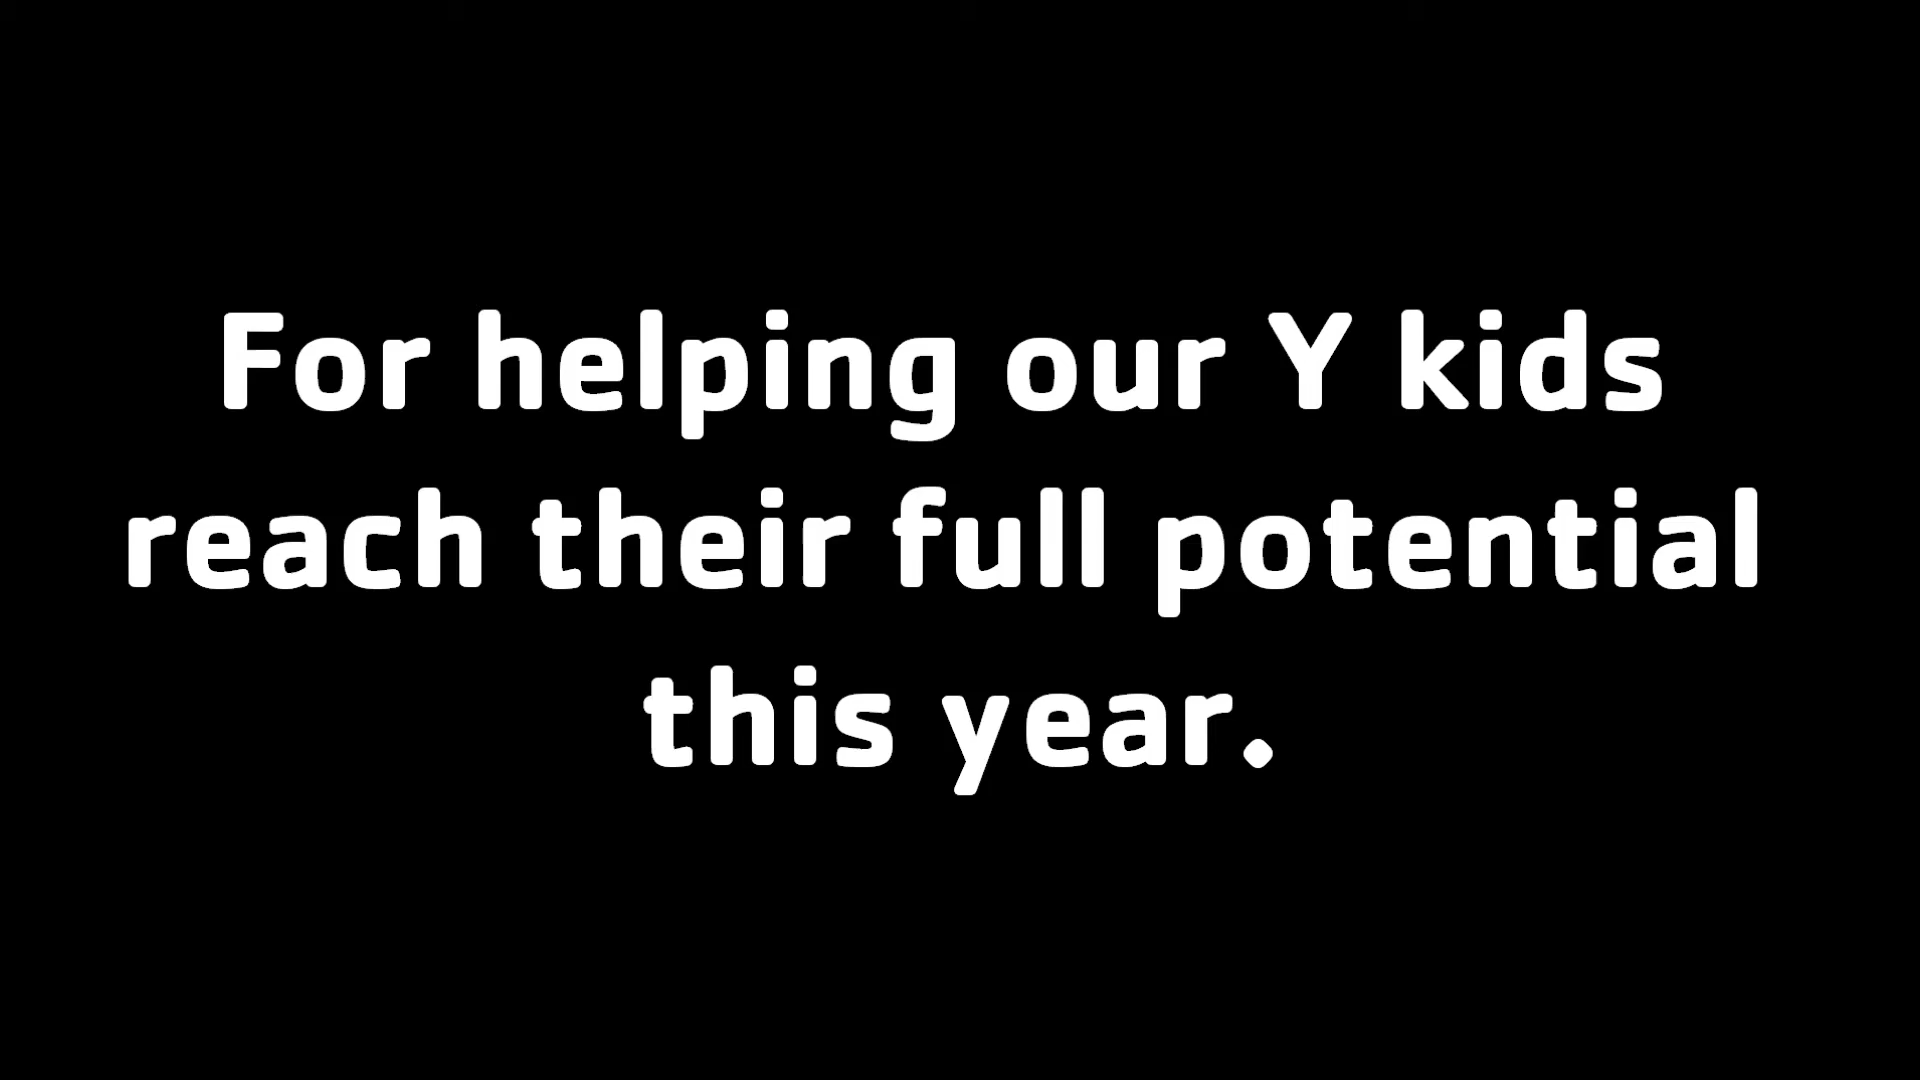 For helping our Y kids
reach their full potential
this year.